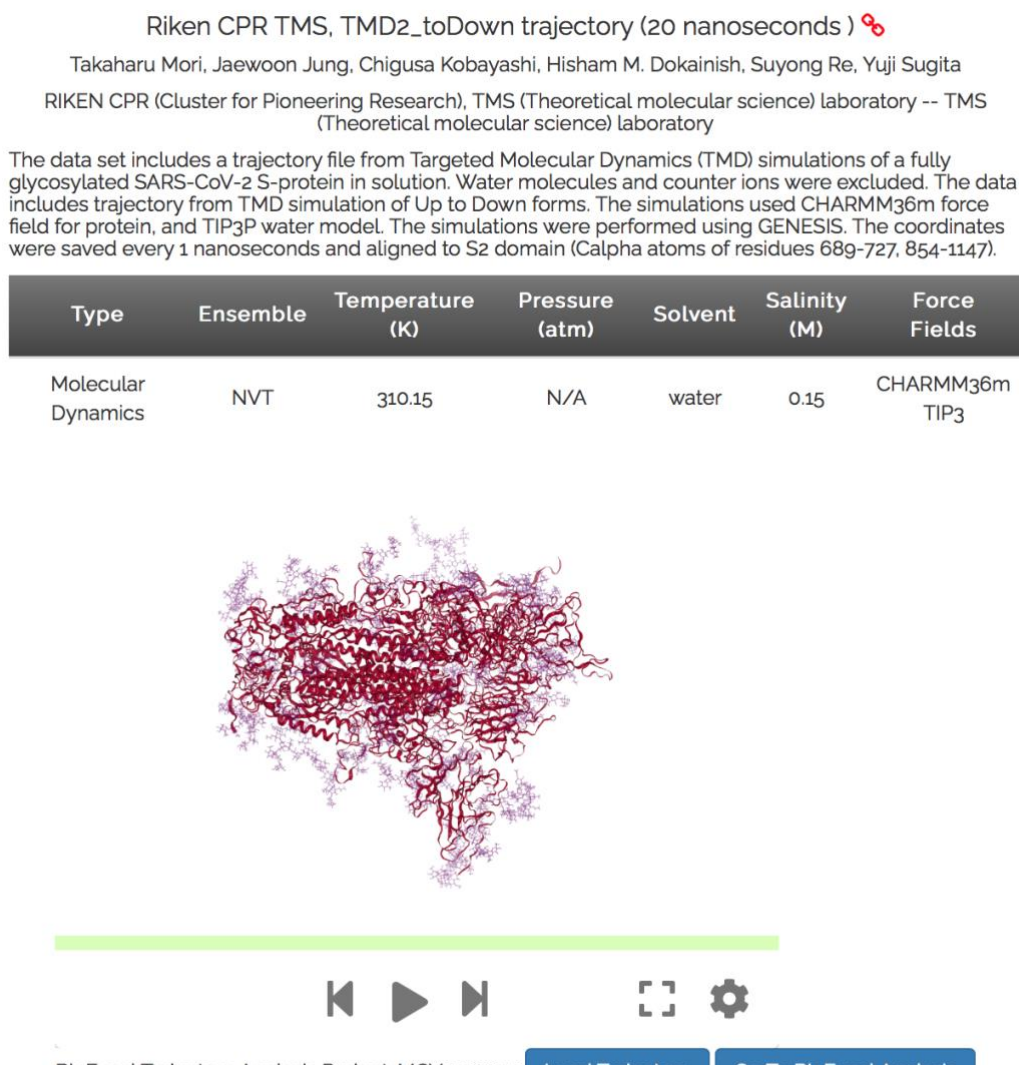 Riken CPR TMS, TMD2_toDown trajectory (20 nanoseconds )
Takaharu Mori, Jaewoon Jung, Chigusa Kobayashi, Hisham M. Dokainish, Suyong Re, Yuji Sugita
RIKEN CPR (Cluster for Pioneering Research), TMS (Theoretical molecular science) laboratory -- TMS
(Theoretical molecular science) laboratory
The data set includes a trajectory file from Targeted Molecular Dynamics (TMD) simulations of a fully
glycosylated SARS-CoV-2 S-protein in solution. Water molecules and counter ions were excluded. The data
includes trajectory from TMD simulation of Up to Down forms. The simulations used CHARMM36m force
field for protein, and TIP3P water model. The simulations were performed using GENESIS. The coordinates
were saved every 1 nanoseconds and aligned to S2 domain (Calpha atoms of residues 689-727, 854-1147).
Type Ensemble Temperature (K) Pressure (atm) Solvent Salinity (M) Force Fields
Molecular Dynamics NVT 310.15 N/A water 0.15 CHARMM36m TIP3